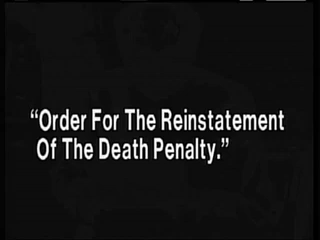 “Order For The Reinstatement
Of The Death Penalty.”